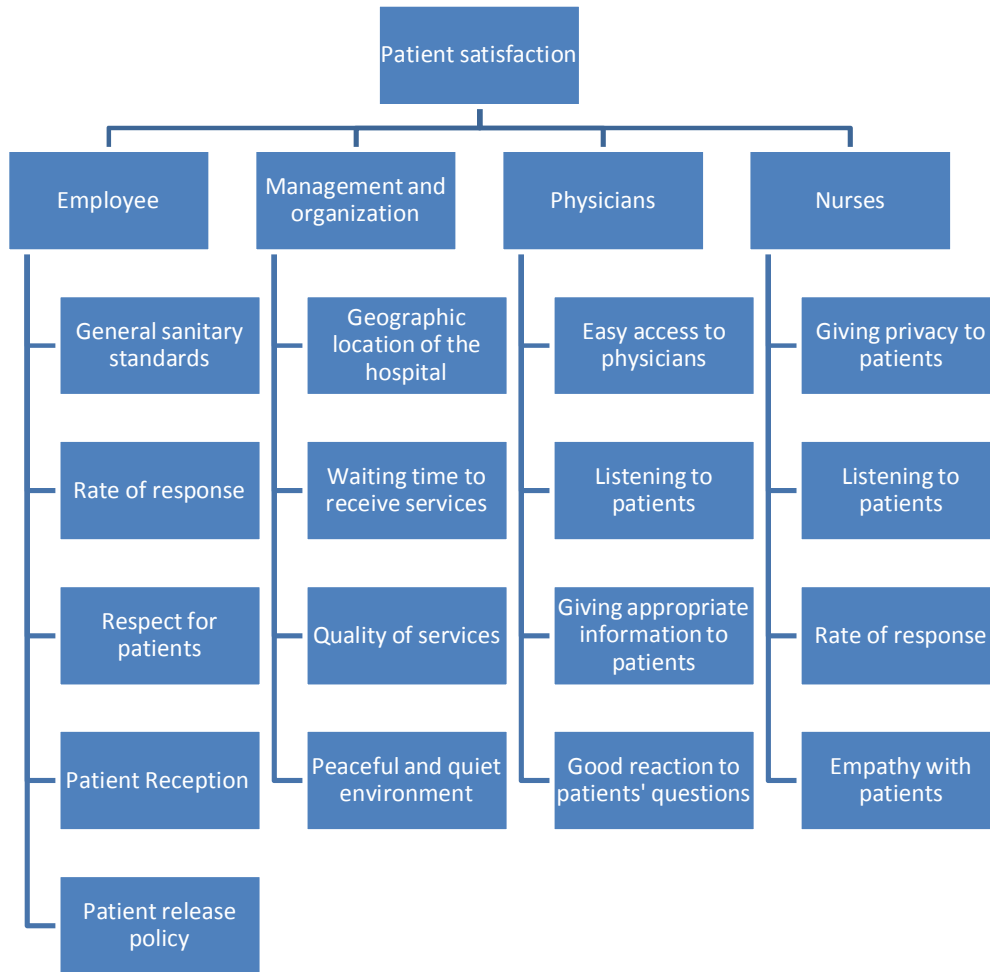 Patient satisfaction
Employee
Management and
organization
Physicians
Nurses
General sanitary
standards
Geographic
location of the
hospital
Easy access to
physicians
Giving privacy to
patients
Rate of response
Waiting time to
receive services
Listening to
patients
Listening to
patients
Respect for
patients
Quality of services
Giving appropriate
information to
patients
Rate of response
Patient Reception
Peaceful and quiet
environment
Good reaction to
patients' questions
Empathy with
patients
Patient release
policy